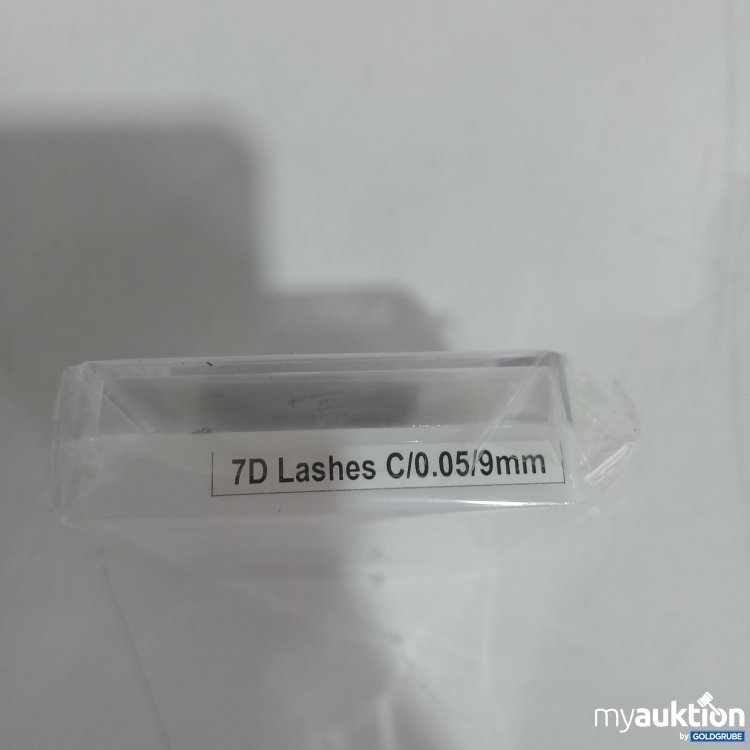 7D Lashes C/0.05/9mm
myauktion
by GOLDGRUBE